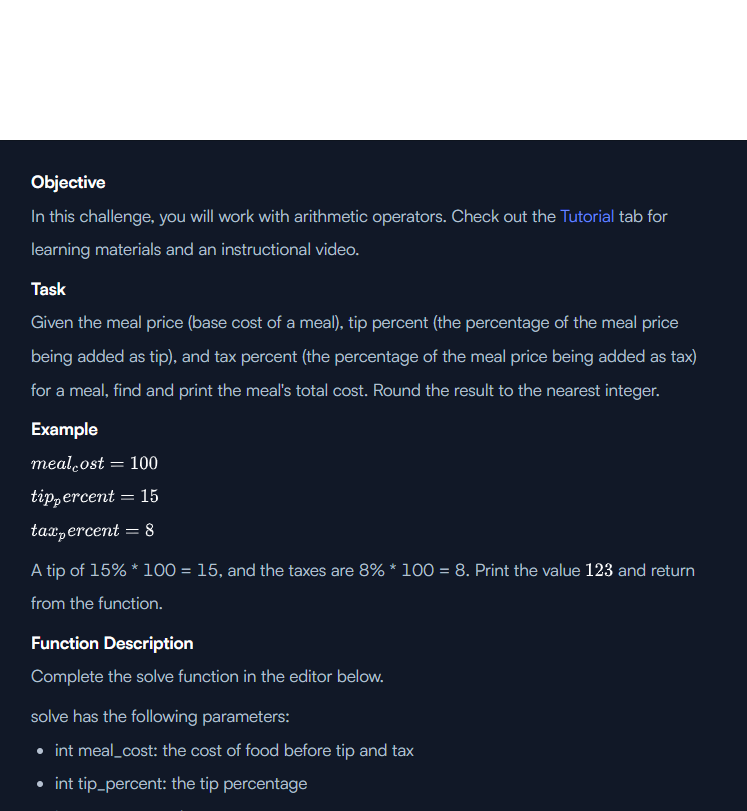 Objective
In this challenge, you will work with arithmetic operators. Check out the Tutorial tab for
learning materials and an instructional video.
Task
Given the meal price (base cost of a meal), tip percent (the percentage of the meal price
being added as tip), and tax percent (the percentage of the meal price being added as tax)
for a meal, find and print the meal's total cost. Round the result to the nearest integer.
Example
meal_cost = 100
tip_percent = 15
tax_percent = 8
A tip of 15% * 100 = 15, and the taxes are 8% * 100 = 8. Print the value 123 and return
from the function.
Function Description
Complete the solve function in the editor below.
solve has the following parameters:
• int meal_cost: the cost of food before tip and tax
• int tip_percent: the tip percentage